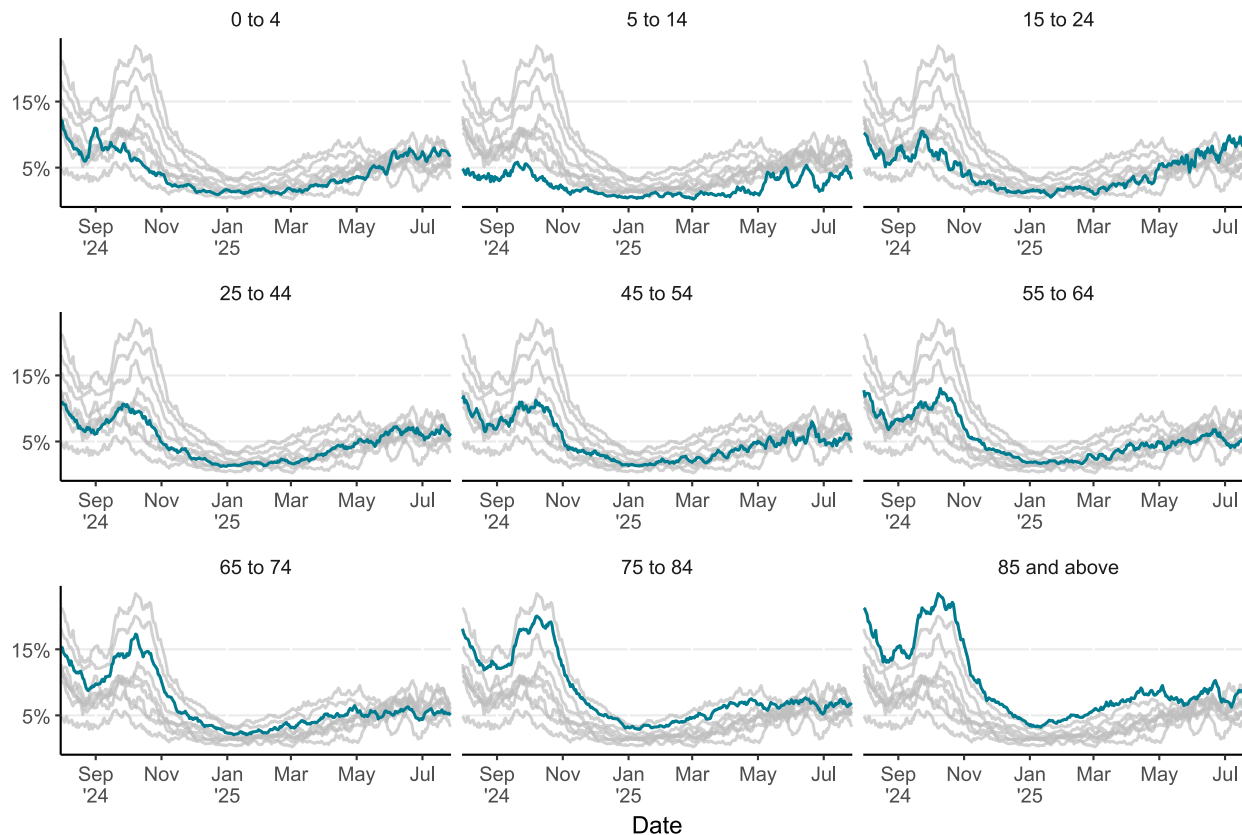 0 to 4
5 to 14
15 to 24
15%
5%
Sep Nov Jan Mar May Jul
'24 '25
Sep Nov Jan Mar May Jul
'24 '25
Sep Nov Jan Mar May Jul
'24 '25
25 to 44
45 to 54
55 to 64
15%
5%
Sep Nov Jan Mar May Jul
'24 '25
Sep Nov Jan Mar May Jul
'24 '25
Sep Nov Jan Mar May Jul
'24 '25
65 to 74
75 to 84
85 and above
15%
5%
Sep Nov Jan Mar May Jul
'24 '25
Sep Nov Jan Mar May Jul
'24 '25
Sep Nov Jan Mar May Jul
'24 '25
Date